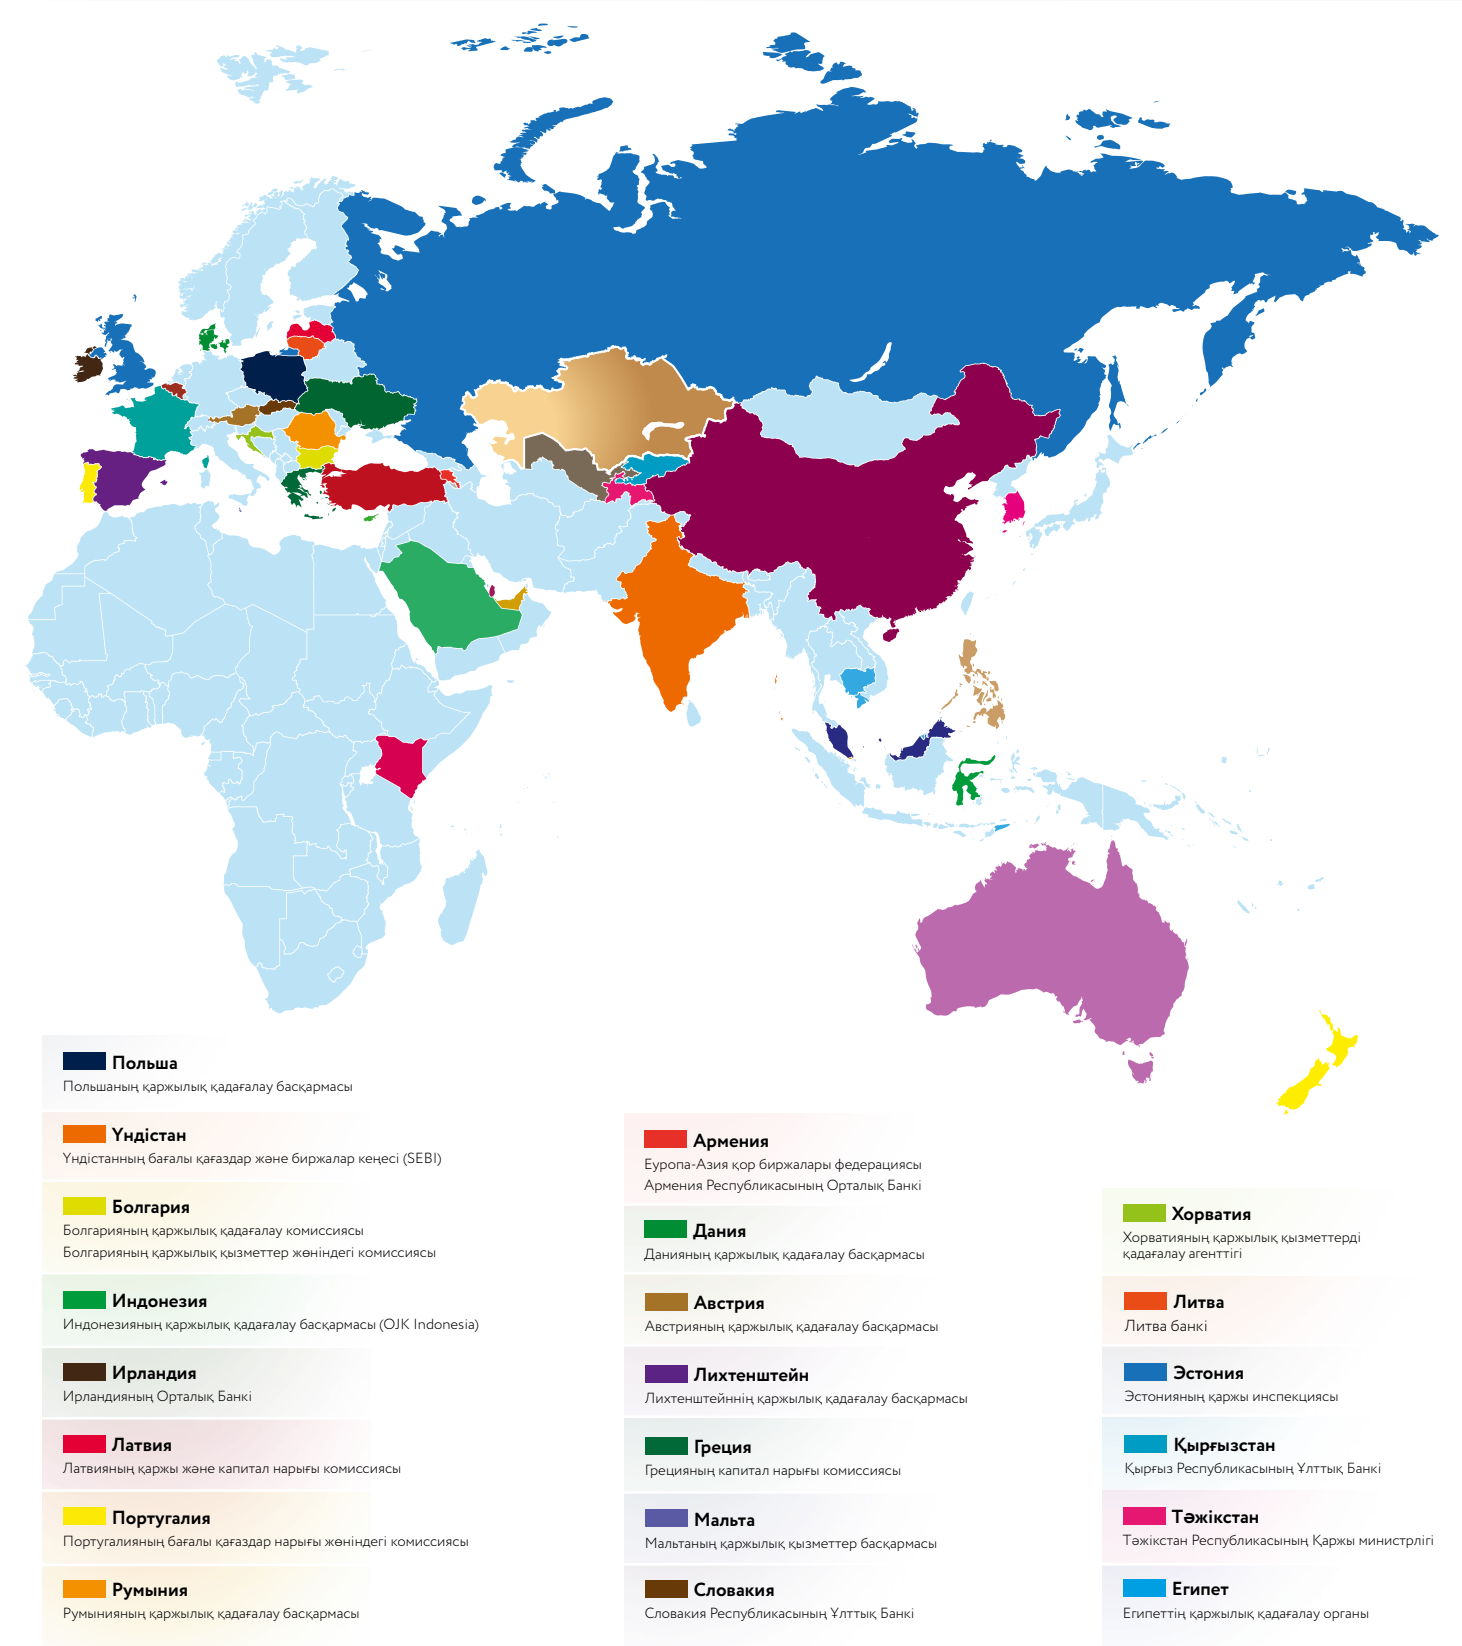 Польша
Польшаның қаржылық қадағалау басқармасы
Үндістан
Үндістанның бағалы қағаздар және биржалар кеңесі (SEBI)
Болгария
Болгарияның қаржылық қадағалау комиссиясы
Болгарияның қаржылық қызметтер жөніндегі комиссиясы
Индонезия
Индонезияның қаржылық қадағалау басқармасы (OJK Indonesia)
Ирландия
Ирландияның Орталық Банкі
Латвия
Латвияның қаржы және капитал нарығы комиссиясы
Португалия
Португалияның бағалы қағаздар нарығы жөніндегі комиссиясы
Румыния
Румынияның қаржылық қадағалау басқармасы
Армения
Еуропа-Азия қор биржалары федерациясы
Армения Республикасының Орталық Банкі
Дания
Данияның қаржылық қадағалау басқармасы
Австрия
Австрияның қаржылық қадағалау басқармасы
Лихтенштейн
Лихтенштейннің қаржылық қадағалау басқармасы
Греция
Грецияның капитал нарығы комиссиясы
Мальта
Мальтаның қаржылық қызметтер басқармасы
Словакия
Словакия Республикасының Ұлттық Банкі
Хорватия
Хорватияның қаржылық қызметтерді
қадағалау агенттігі
Литва
Литва банкі
Эстония
Эстонияның қаржы инспекциясы
Қырғызстан
Қырғыз Республикасының Ұлттық Банкі
Тәжікстан
Тәжікстан Республикасының Қаржы министрлігі
Египет
Египеттің қаржылық қадағалау органы